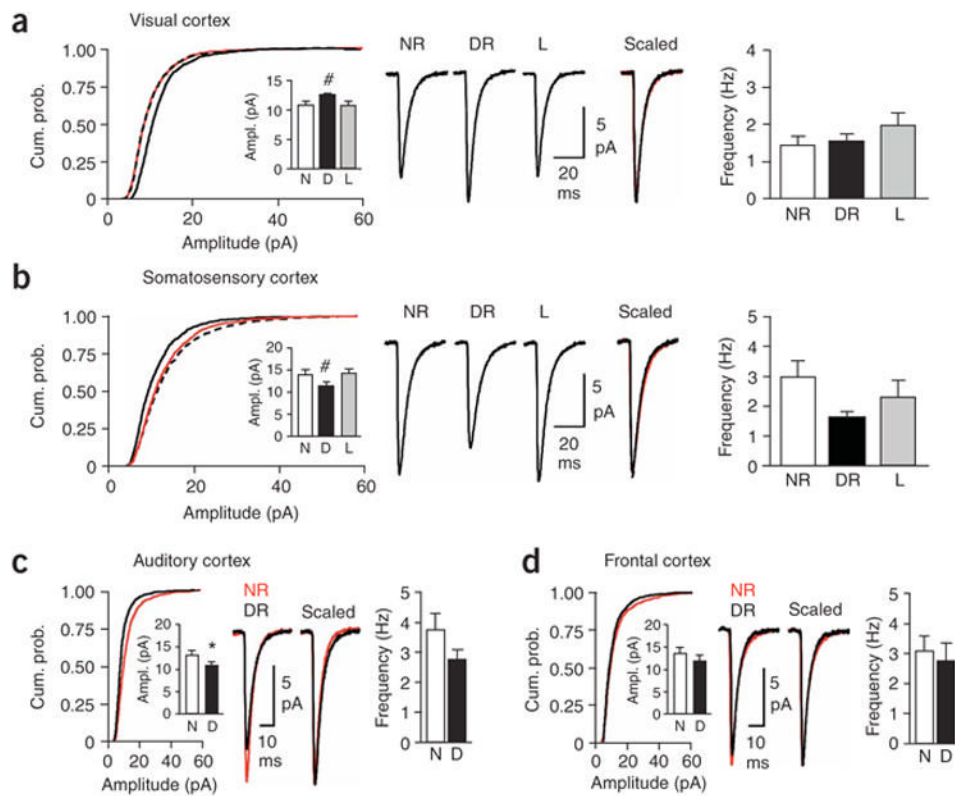 a Visual cortex
1.00
0.75
0.50
0.25
0
Cum. prob.
0 20 40 60
Amplitude (pA)
Ampl. (pA)
15
10
5
0
#
N D L
NR DR L Scaled
5
pA
20
ms
Frequency (Hz)
4
3
2
1
0
NR DR L
b Somatosensory cortex
1.00
0.75
0.50
0.25
0
Cum. prob.
0 20 40 60
Amplitude (pA)
Ampl. (pA)
20
15
10
5
0
#
N D L
NR DR L Scaled
5
pA
20
ms
Frequency (Hz)
5
4
3
2
1
0
NR DR L
c Auditory cortex
1.00
0.75
0.50
0.25
0
Cum. prob.
0 20 40 60
Amplitude (pA)
Ampl. (pA)
20
15
10
5
0
*
N D
NR
DR Scaled
5
pA
10
ms
Frequency (Hz)
5
4
3
2
1
0
N D
d Frontal cortex
1.00
0.75
0.50
0.25
0
Cum. prob.
0 20 40 60
Amplitude (pA)
Ampl. (pA)
20
15
10
5
0
N D
NR
DR Scaled
5
pA
10
ms
Frequency (Hz)
5
4
3
2
1
0
N D